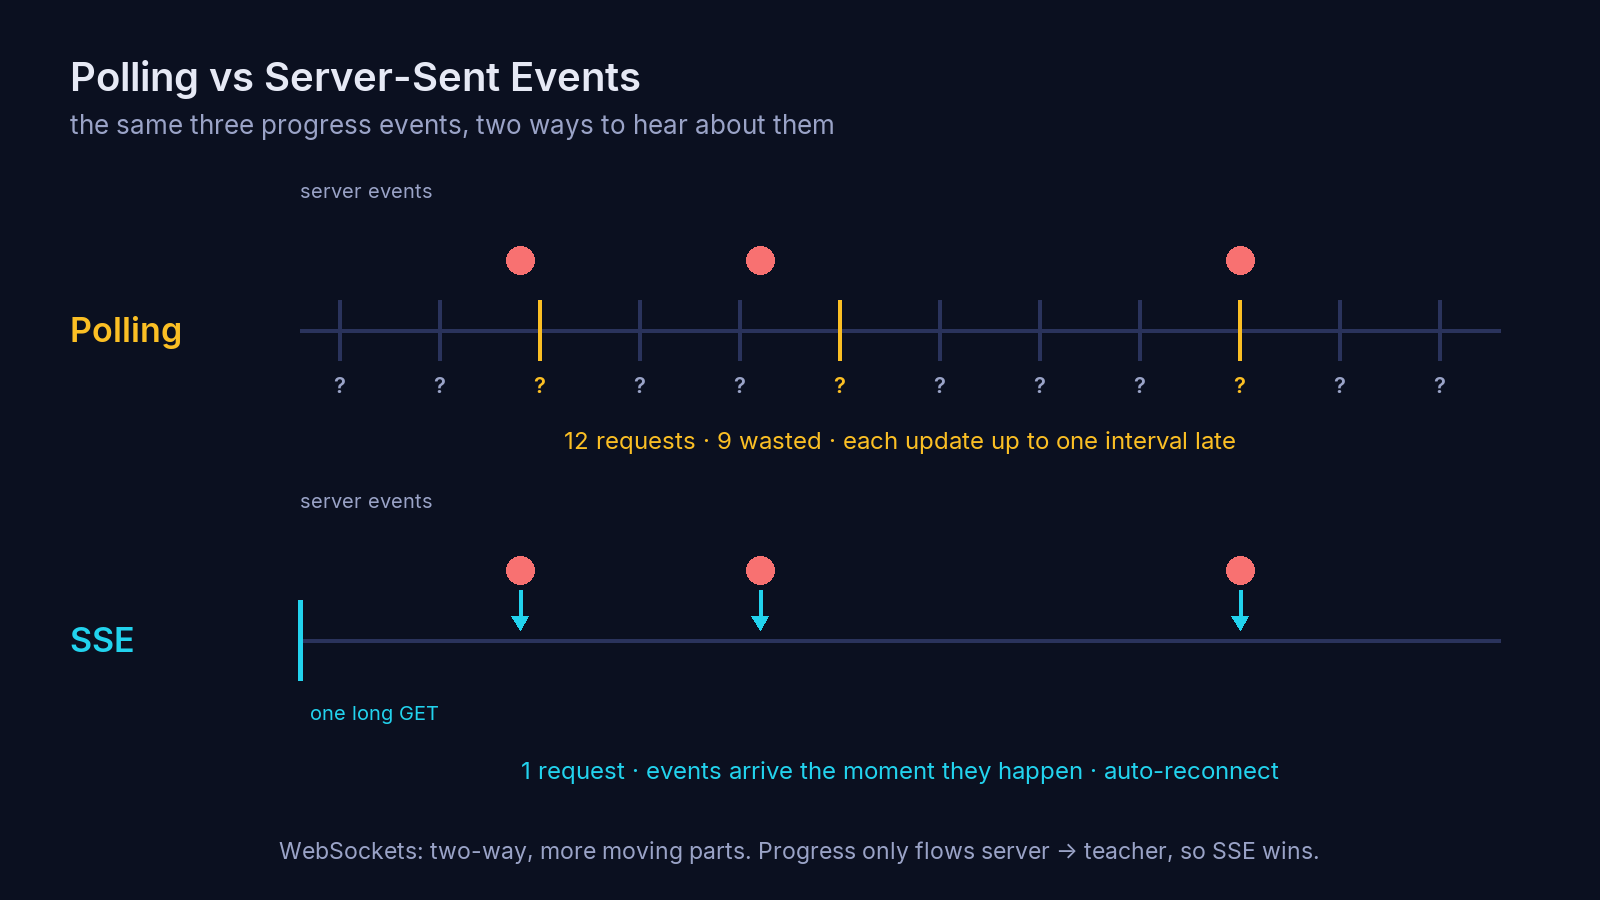 Polling vs Server-Sent Events
the same three progress events, two ways to hear about them
server events
Polling
? ? ? ? ? ? ? ? ? ? ? ?
12 requests · 9 wasted · each update up to one interval late
server events
SSE
one long GET
1 request · events arrive the moment they happen · auto-reconnect
WebSockets: two-way, more moving parts. Progress only flows server → teacher, so SSE wins.